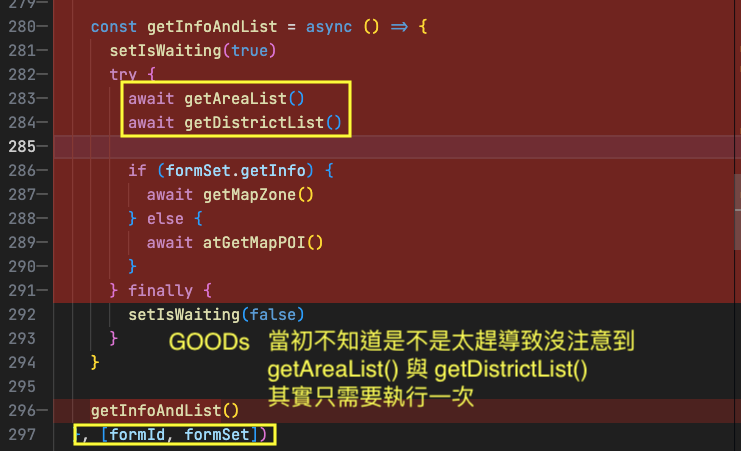 279
280 const getInfoAndList = async () => {
281 setIsWaiting(true)
282 try {
283 await getAreaList()
284 await getDistrictList()
285
286 if (formSet.getInfo) {
287 await getMapZone()
288 } else {
289 await atGetMapPOI()
290 }
291 } finally {
292 setIsWaiting(false)
293 }
GOODs 當初不知道是不是太趕導致沒注意到
294 }
getAreaList() 與 getDistrictList()
295
其實只需要執行一次
296 getInfoAndList()
297 }, [formId, formSet])